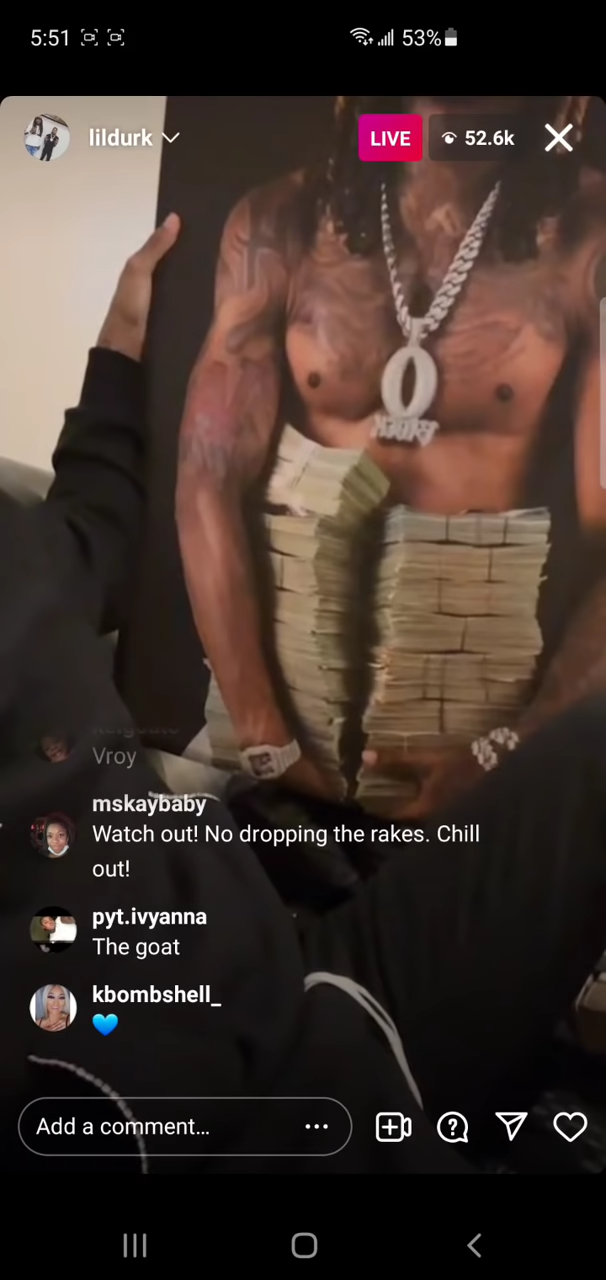 5:51
53%
lildurk
LIVE
52.6k
Vroy
mskaybaby
Watch out! No dropping the rakes. Chill
out!
pyt.ivyanna
The goat
kbombshell_
Add a comment...